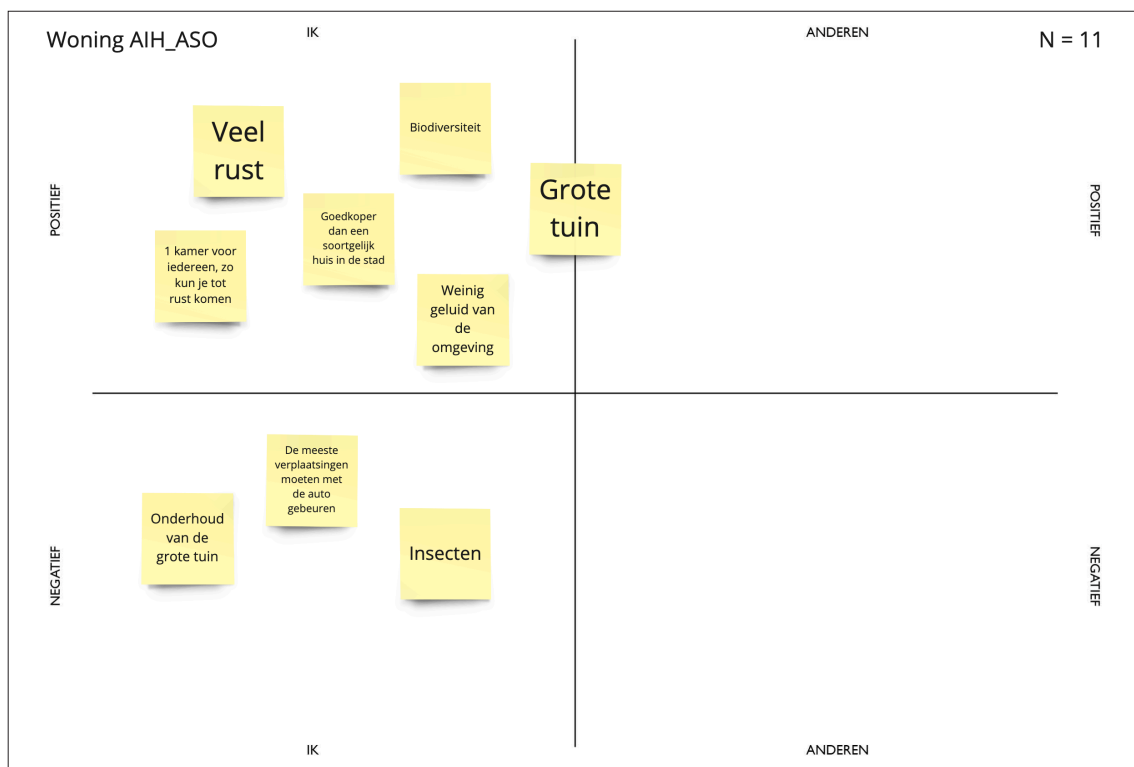 Woning AIH_ASO
IK
ANDEREN
N = 11
POSITIEF
POSITIEF
Veel
rust
Biodiversiteit
Grote
tuin
Goedkoper
dan een
soortgelijk
huis in de stad
1 kamer voor
iedereen, zo
kun je tot
rust komen
Weinig
geluid van
de
omgeving
NEGATIEF
NEGATIEF
De meeste
verplaatsingen
moeten met
de auto
gebeuren
Onderhoud
van de
grote tuin
Insecten
IK
ANDEREN